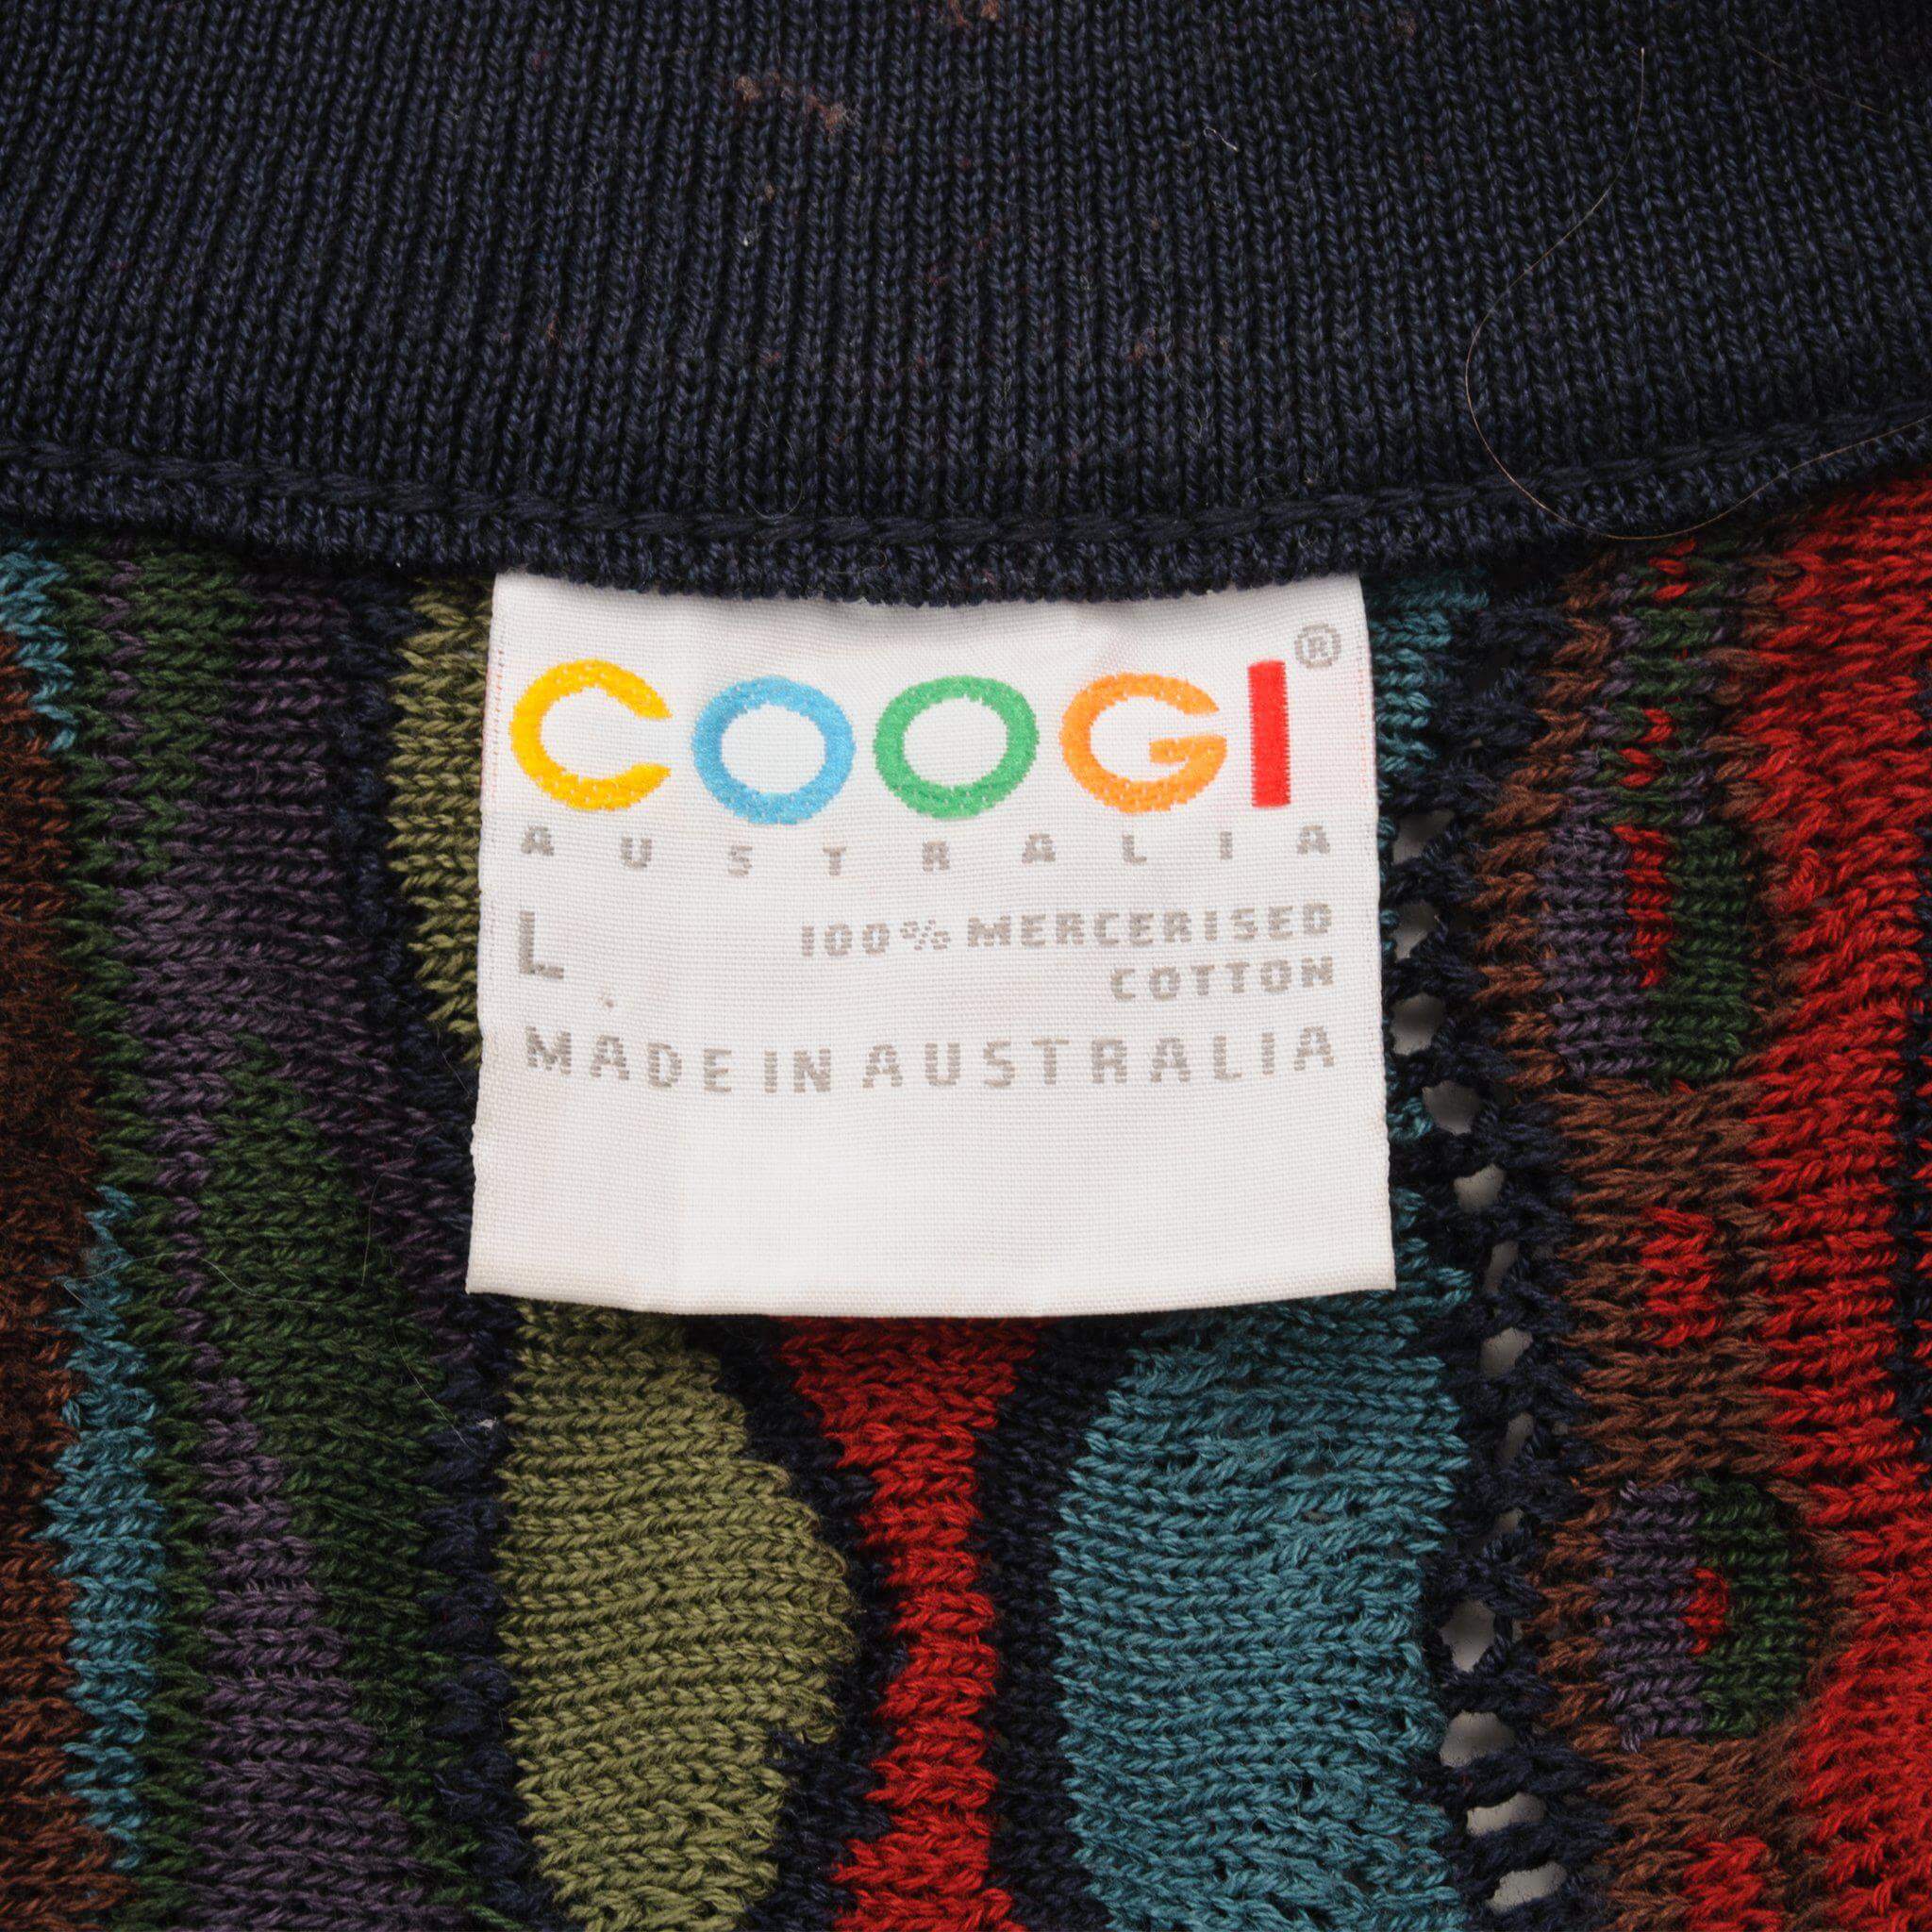 COOGI®
AUSTRALIA
L 100% MERCERISED
COTTON
MADE IN AUSTRALIA